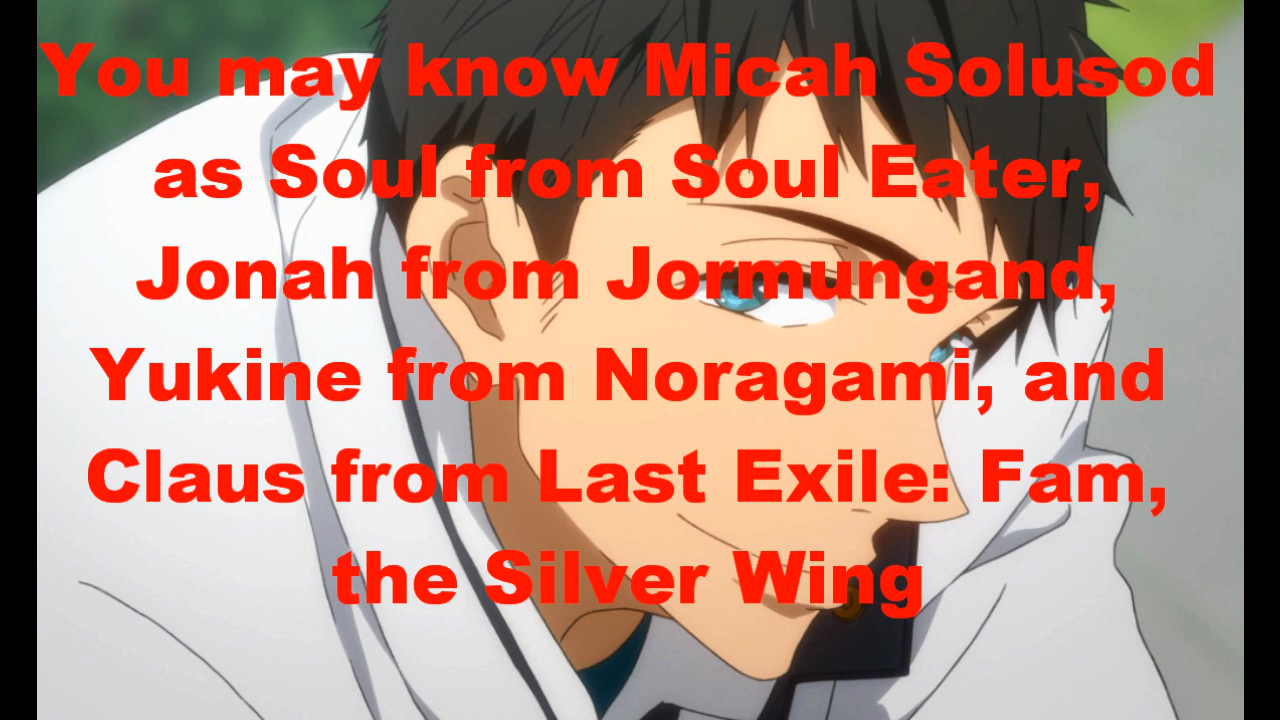 You may know Micah Solusod
as Soul from Soul Eater,
Jonah from Jormungand,
Yukine from Noragami, and
Claus from Last Exile: Fam,
the Silver Wing